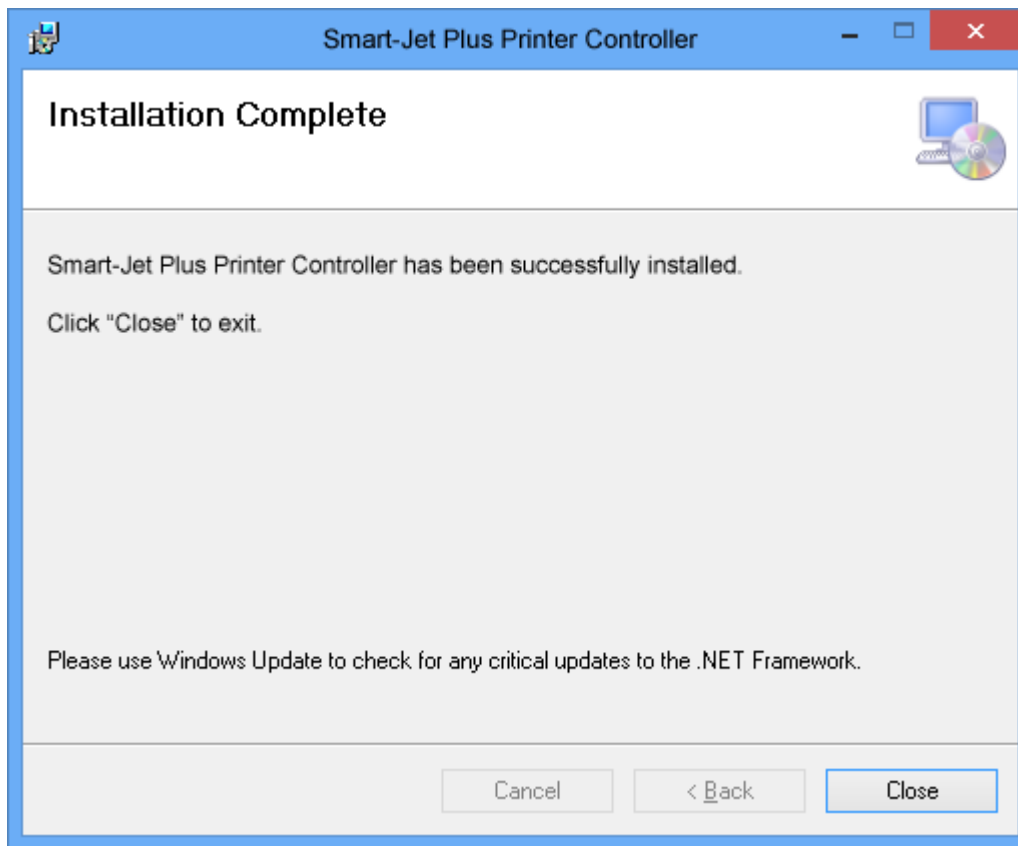 Smart-Jet Plus Printer Controller
Installation Complete
Smart-Jet Plus Printer Controller has been successfully installed.
Click “Close” to exit.
Please use Windows Update to check for any critical updates to the .NET Framework.
Cancel
< Back
Close